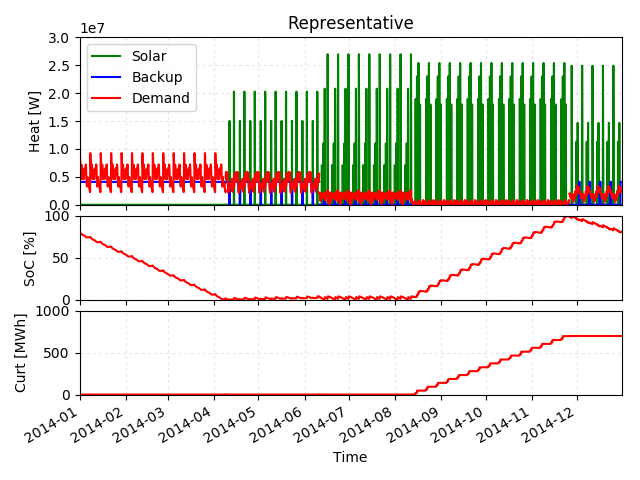 Representative
1e7
3.0
2.5
2.0
1.5
1.0
0.5
0.0
Heat [W]
Solar
Backup
Demand
100
50
0
SoC [%]
1000
500
0
Curt [MWh]
2014-01
2014-02
2014-03
2014-04
2014-05
2014-06
2014-07
2014-08
2014-09
2014-10
2014-11
2014-12
Time